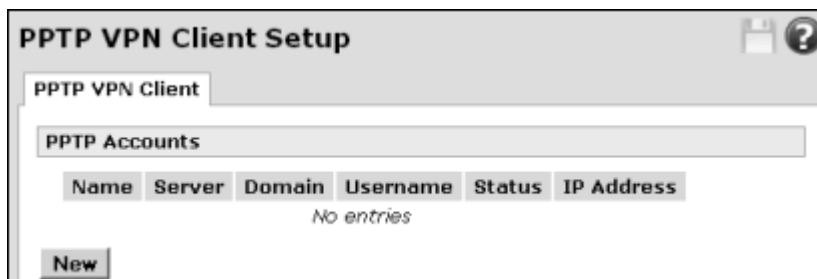 PPTP VPN Client Setup
?
PPTP VPN Client
PPTP Accounts
Name Server Domain Username Status IP Address
No entries
New